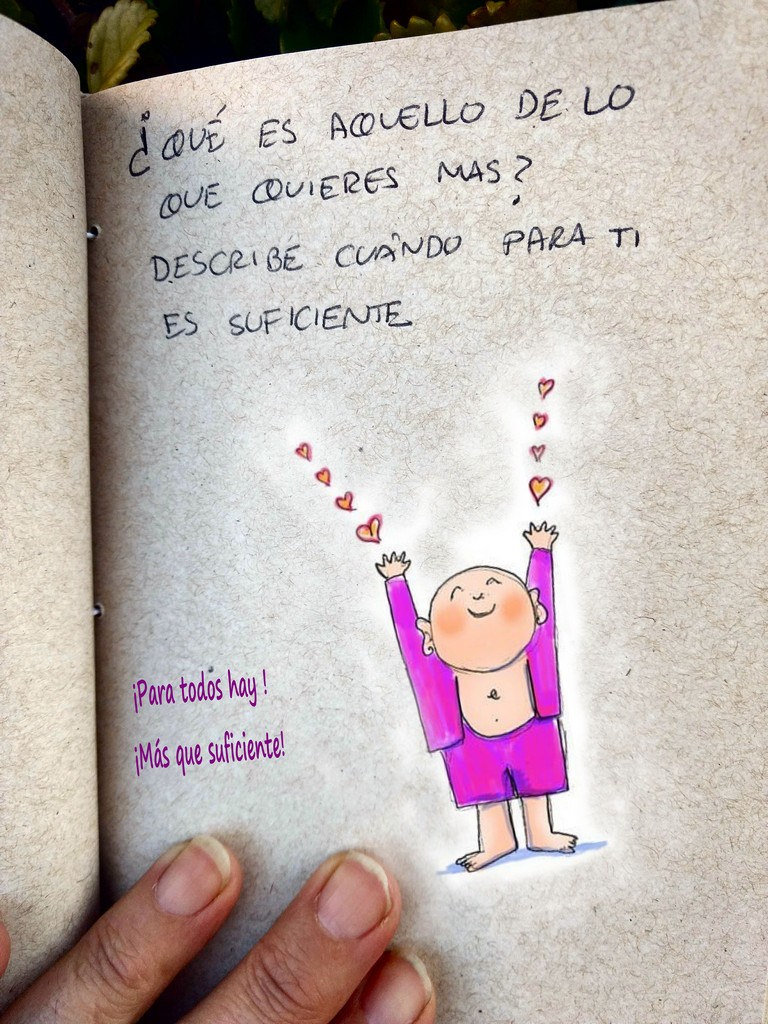 ¿QUÉ ES AQUELLO DE LO
QUE QUIERES MAS?
DESCRIBE CUÁNDO PARA TI
ES SUFICIENTE
¡Para todos hay !
¡Más que suficiente!